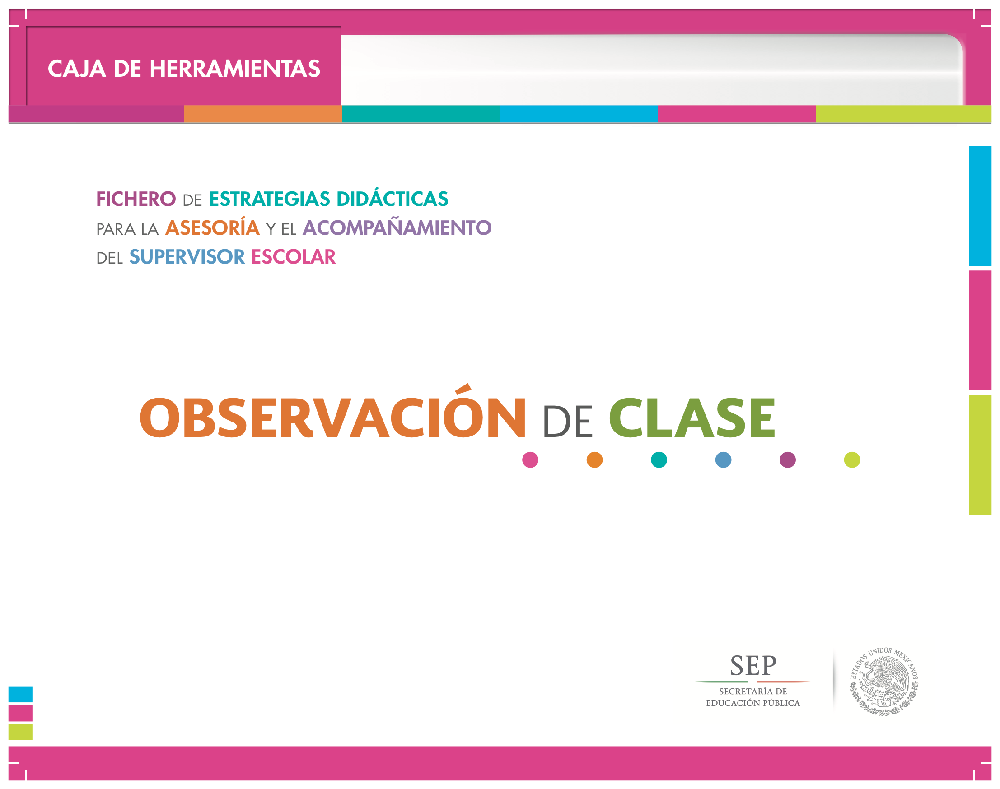 CAJA DE HERRAMIENTAS
FICHERO DE ESTRATEGIAS DIDÁCTICAS
PARA LA ASESORÍA Y EL ACOMPAÑAMIENTO
DEL SUPERVISOR ESCOLAR
OBSERVACIÓN DE CLASE
SEP
SECRETARÍA DE
EDUCACIÓN PÚBLICA
ESTADOS UNIDOS MEXICANOS